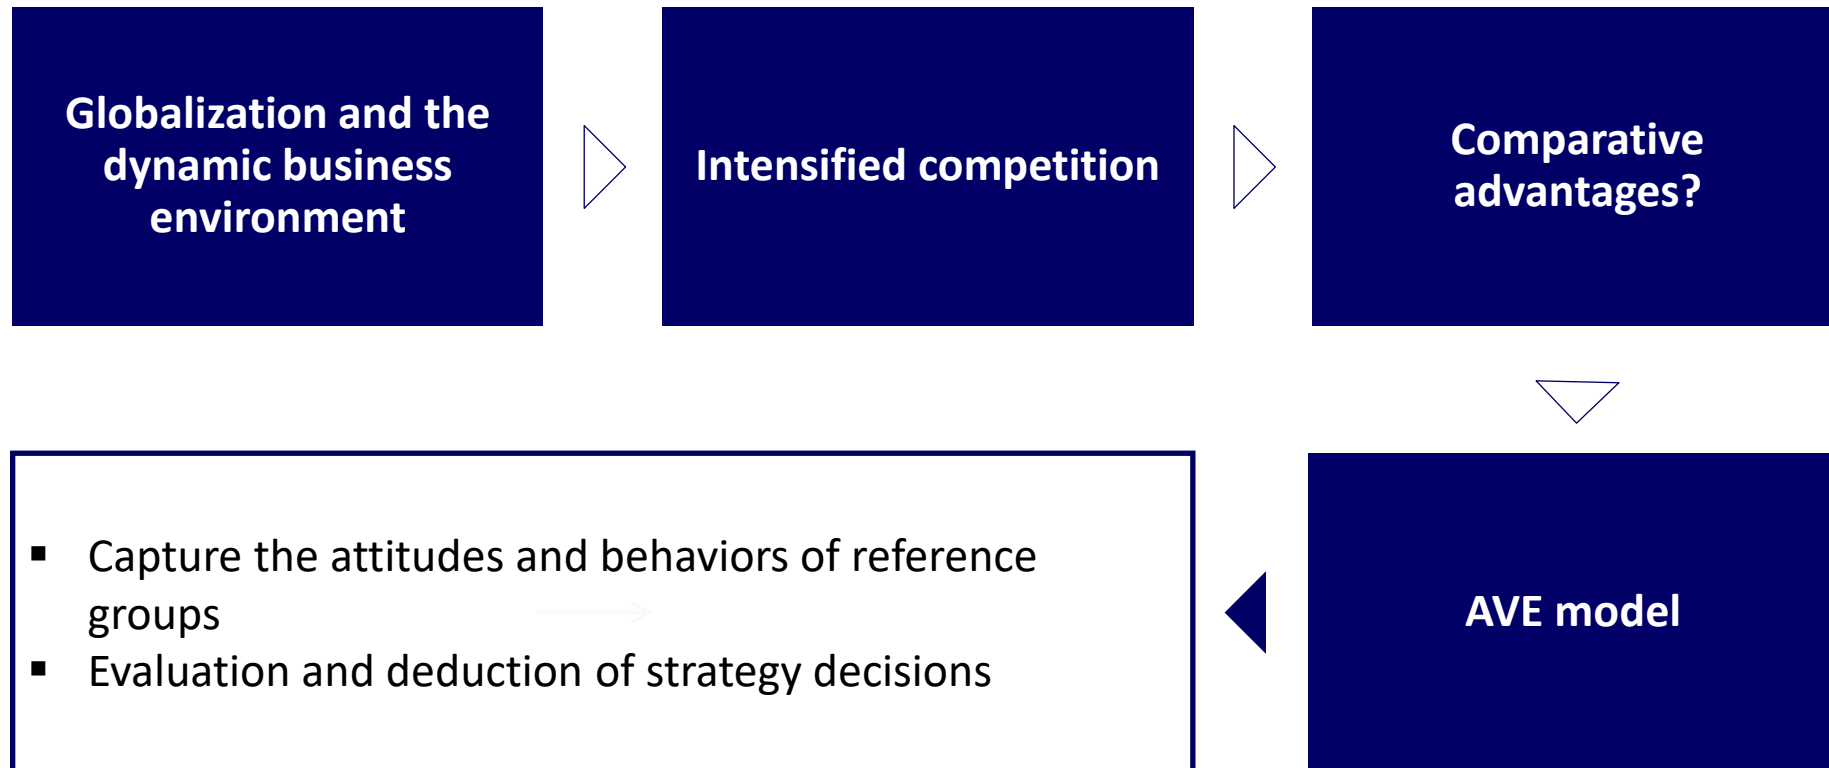 Globalization and the
dynamic business
environment
Intensified competition
Comparative
advantages?
▪ Capture the attitudes and behaviors of reference
groups
▪ Evaluation and deduction of strategy decisions
AVE model